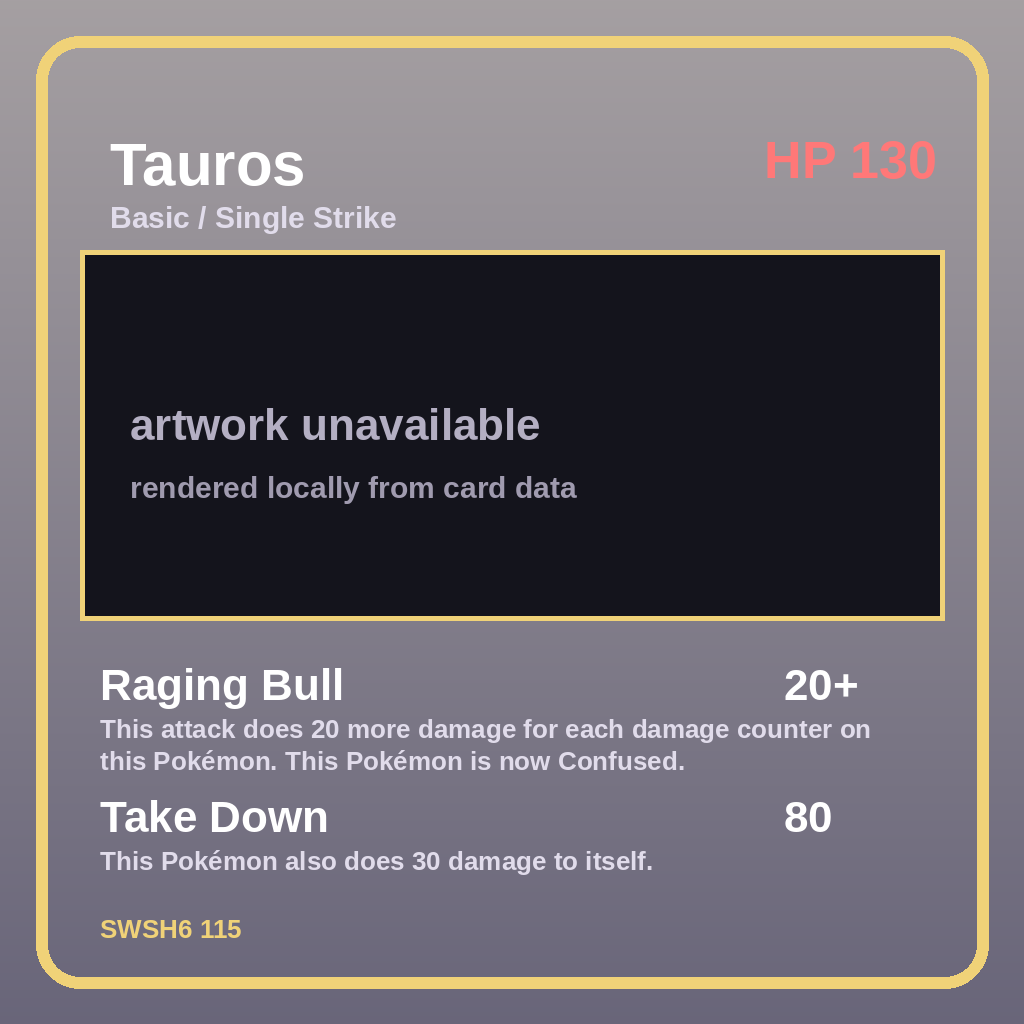 Tauros
HP 130
Basic / Single Strike
artwork unavailable
rendered locally from card data
Raging Bull
20+
This attack does 20 more damage for each damage counter on
this Pokémon. This Pokémon is now Confused.
Take Down
80
This Pokémon also does 30 damage to itself.
SWSH6 115